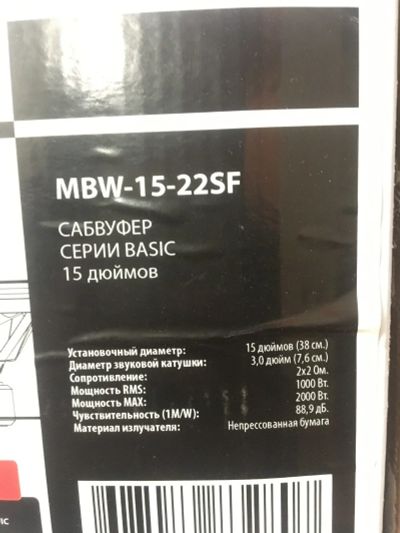 MBW-15-22SF
САБВУФЕР
СЕРИИ BASIC
15 дюймов
Установочный диаметр: 15 дюймов (38 см.)
Диаметр звуковой катушки: 3,0 дюйм (7,6 см.)
Сопротивление: 2x2 Ом.
Мощность RMS: 1000 Вт.
Мощность MAX: 2000 Вт.
Чувствительность (1M/W): 88,9 дБ.
Материал излучателя: Непрессованная бумага
IC